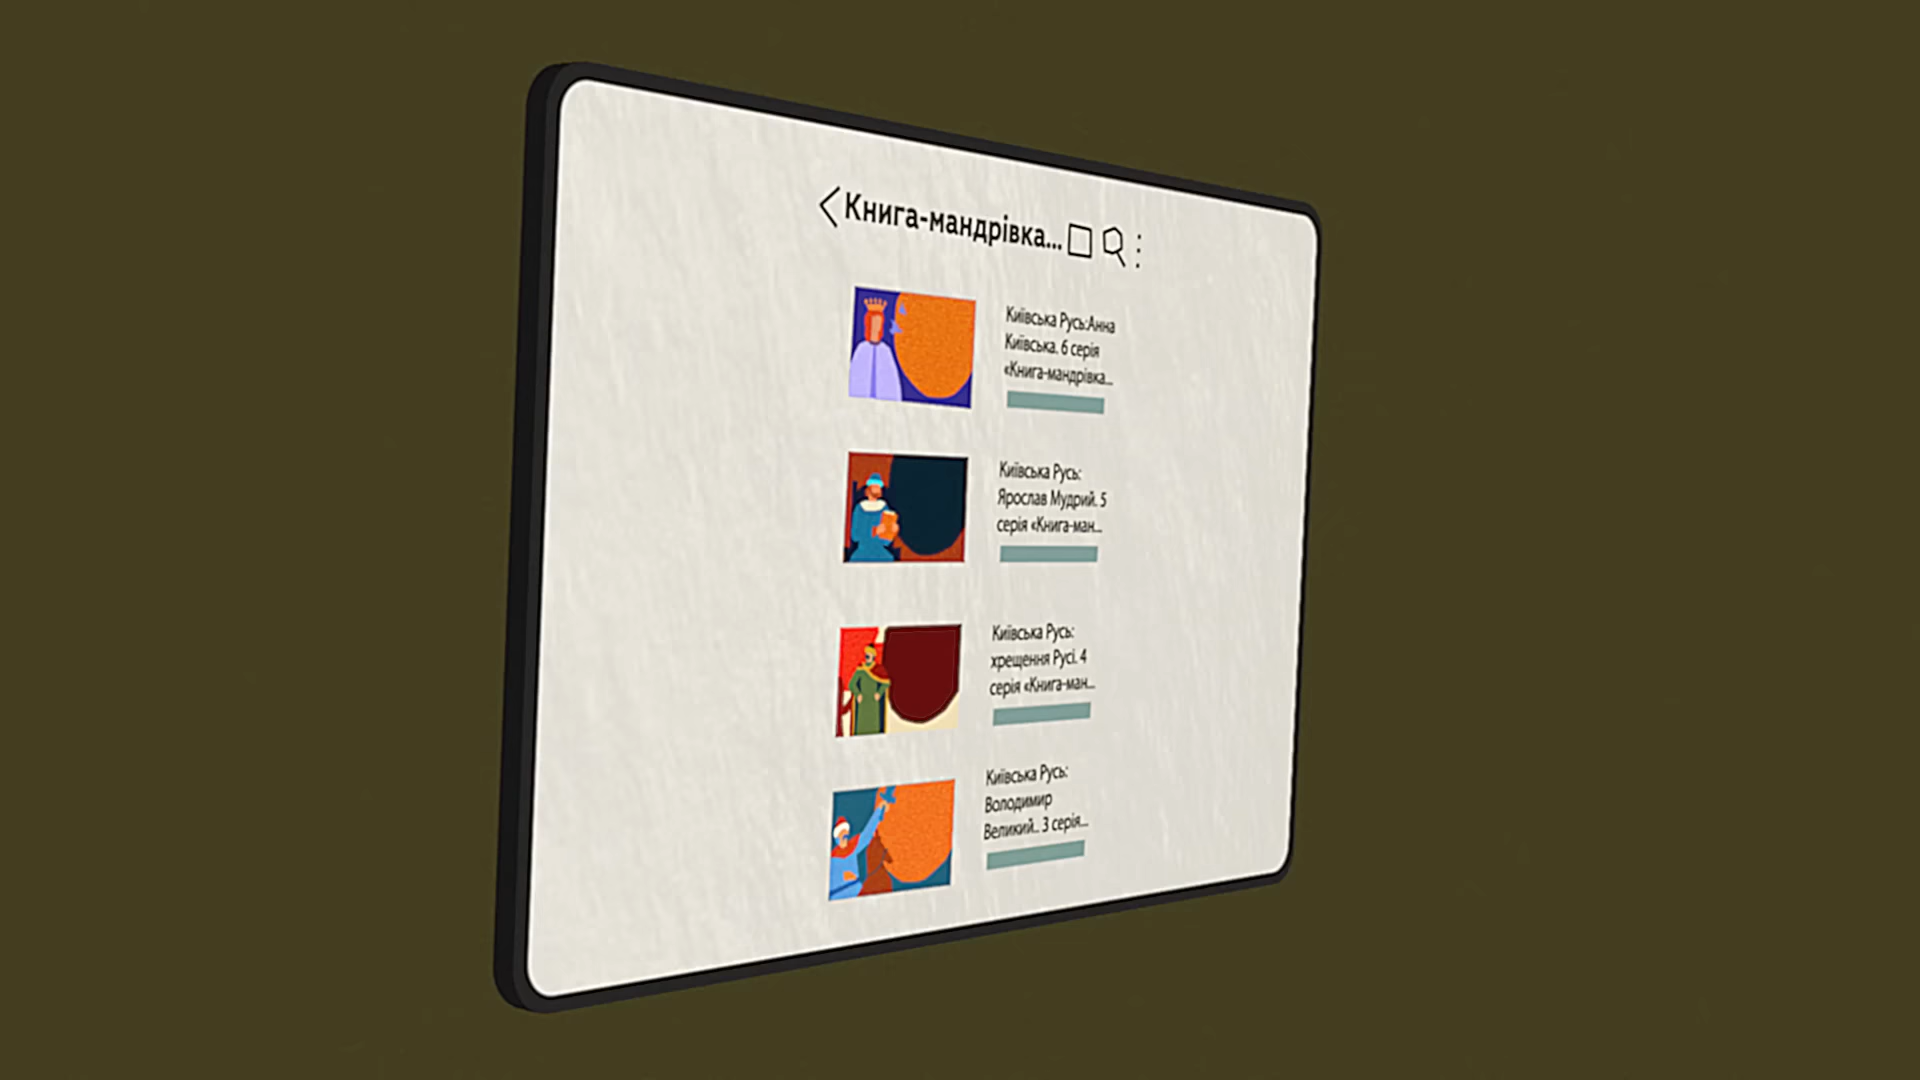 Книга-мандрівка...
Київська Русь:Анна
Київська. 6 серія
«Книга-мандрівка...
Київська Русь:
Ярослав Мудрий. 5
серія «Книга-ман...
Київська Русь:
хрещення Русі. 4
серія «Книга-ман...
Київська Русь:
Володимир
Великий.. 3 серія...